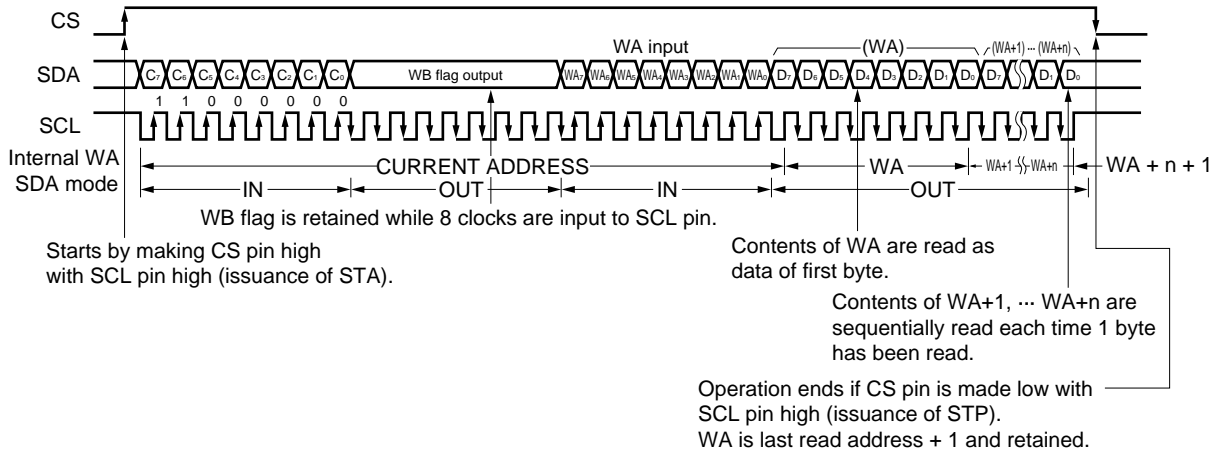 CS
WA input (WA) (WA+1) ··· (WA+n)
SDA C7 C6 C5 C4 C3 C2 C1 C0 WB flag output WA7 WA6 WA5 WA4 WA3 WA2 WA1 WA0 D7 D6 D5 D4 D3 D2 D1 D0 D7 D1 D0
1 1 0 0 0 0 0 0
SCL
Internal WA CURRENT ADDRESS WA WA+1 WA+n WA + n + 1
SDA mode IN OUT IN OUT
WB flag is retained while 8 clocks are input to SCL pin.
Starts by making CS pin high
with SCL pin high (issuance of STA).
Contents of WA are read as
data of first byte.
Contents of WA+1, ··· WA+n are
sequentially read each time 1 byte
has been read.
Operation ends if CS pin is made low with
SCL pin high (issuance of STP).
WA is last read address + 1 and retained.